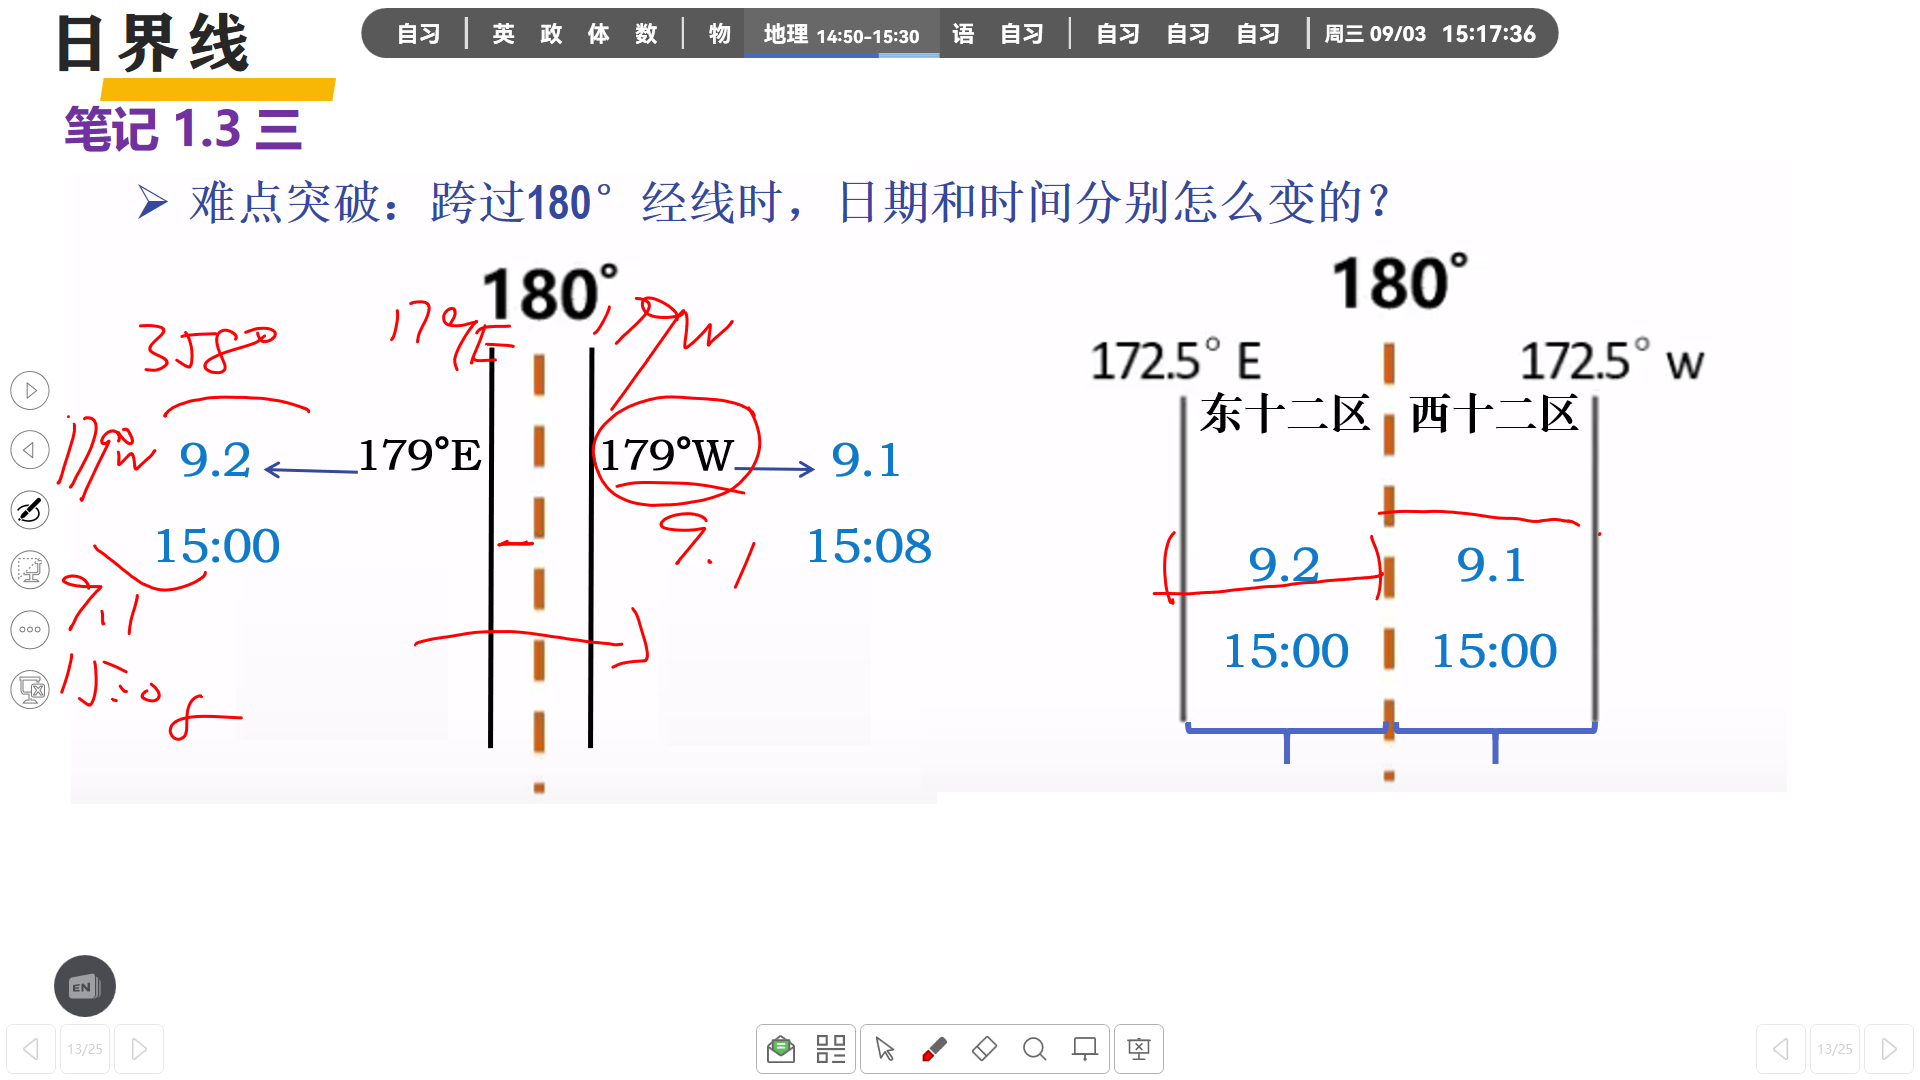 日界线
自习 英 政 体 数 物 地理 14:50-15:30 语 自习 自习 自习 自习 周三 09/03 15:17:36
笔记 1.3 三
难点突破：跨过180°经线时，日期和时间分别怎么变的？
180°
180°
358°
179°E
179°W
172.5° E
172.5° w
东十二区
西十二区
179°W
9.2
179°E
179°W
9.1
9.1
15:00
15:08
9.2
9.1
9.1
15:00
15:00
15:08
EN
13/25
13/25